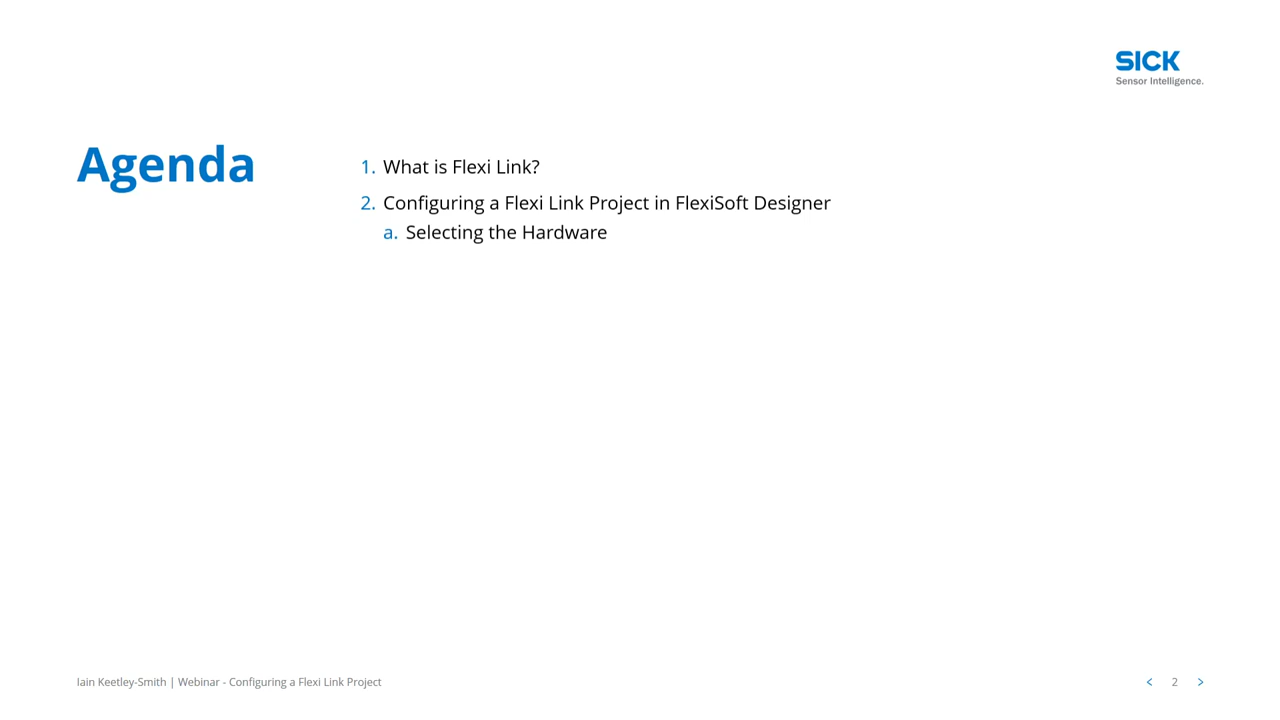 SICK
Sensor Intelligence.
Agenda
1. What is Flexi Link?
2. Configuring a Flexi Link Project in FlexiSoft Designer
a. Selecting the Hardware
Iain Keetley-Smith | Webinar - Configuring a Flexi Link Project
< 2 >